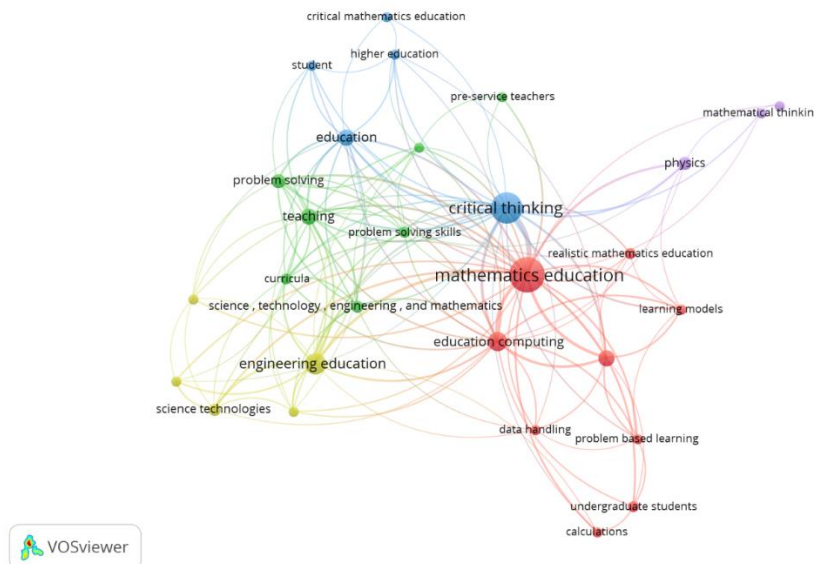 critical mathematics education
higher education
student
pre-service teachers
mathematical thinkin
education
physics
problem solving
critical thinking
teaching
problem solving skills
realistic mathematics education
mathematics education
curricula
science , technology , engineering , and mathematics
learning models
education computing
engineering education
science technologies
data handling
problem based learning
undergraduate students
calculations
VOSviewer